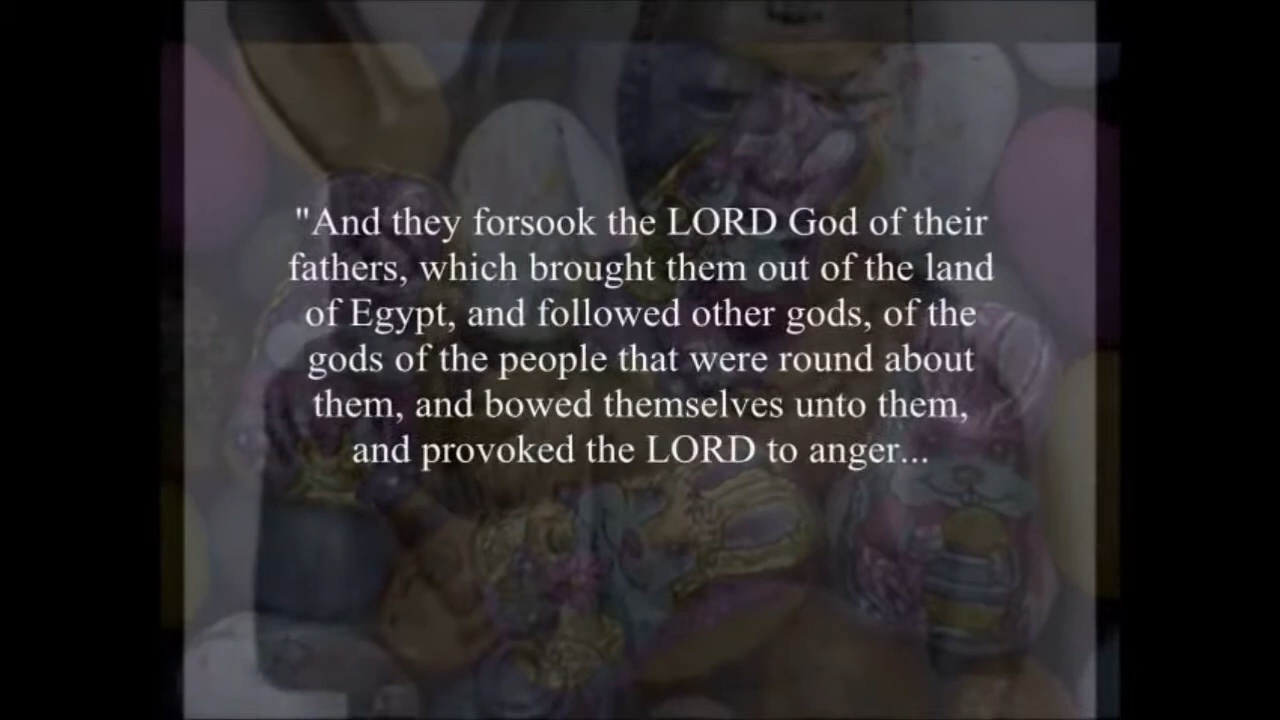 "And they forsook the LORD God of their
fathers, which brought them out of the land
of Egypt, and followed other gods, of the
gods of the people that were round about
them, and bowed themselves unto them,
and provoked the LORD to anger...